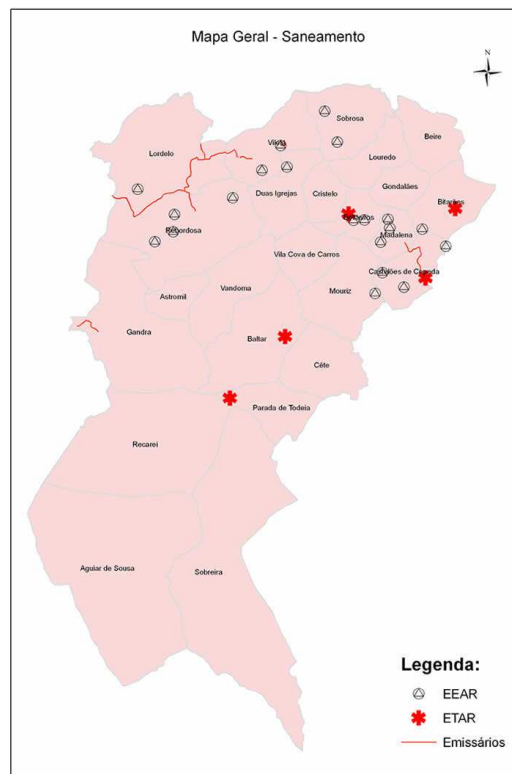 Mapa Geral - Saneamento
N
Sobrosa
Beire
Vilela
Lordelo
Louredo
Gondalães
Duas Igrejas
Cristelo
Bitarães
Rebordosa
Madalena
Vila Cova de Carros
Castelões de Cepeda
Vandoma
Mouriz
Astromil
Gandra
Baltar
Cête
Parada de Todeia
Recarei
Aguiar de Sousa
Sobreira
Legenda:
EEAR
ETAR
Emissários